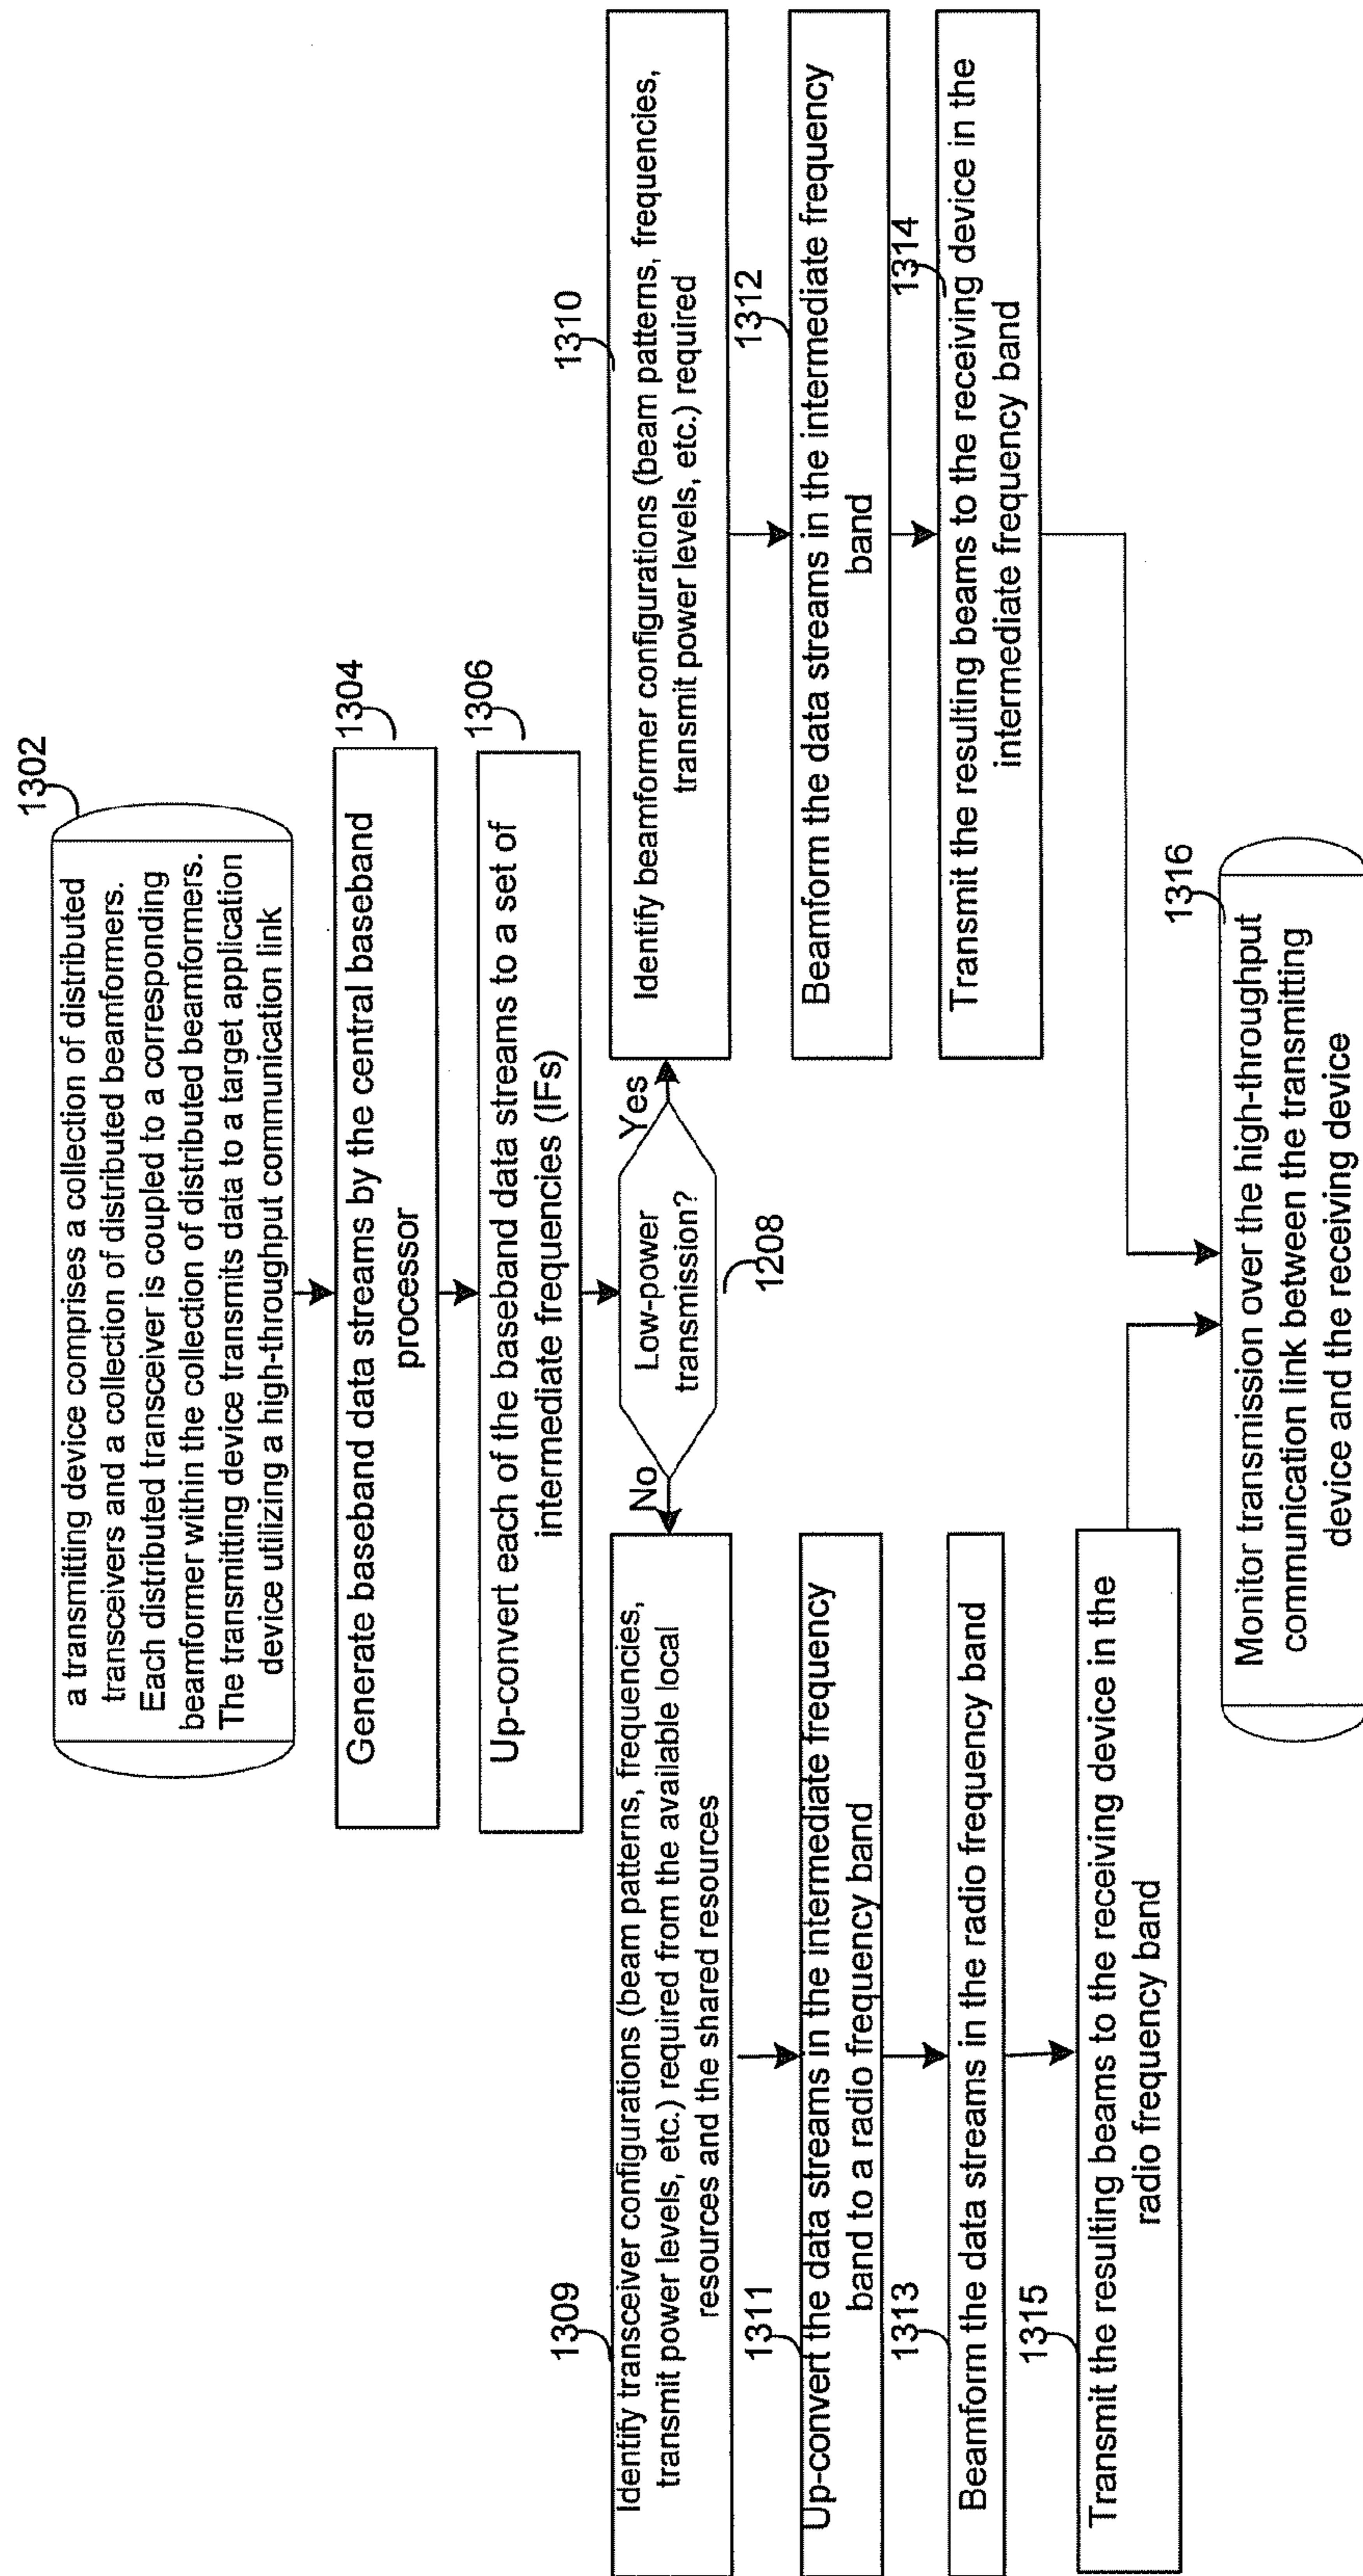 1302
a transmitting device comprises a collection of distributed
transceivers and a collection of distributed beamformers.
Each distributed transceiver is coupled to a corresponding
beamformer within the collection of distributed beamformers.
The transmitting device transmits data to a target application
device utilizing a high-throughput communication link
1304
Generate baseband data streams by the central baseband
processor
1306
Up-convert each of the baseband data streams to a set of
intermediate frequencies (IFs)
Low-power
transmission?
1208
No
Yes
1309
Identify transceiver configurations (beam patterns, frequencies,
transmit power levels, etc.) required from the available local
resources and the shared resources
1311
Up-convert the data streams in the intermediate frequency
band to a radio frequency band
1313
Beamform the data streams in the radio frequency band
1315
Transmit the resulting beams to the receiving device in the
radio frequency band
1310
Identify beamformer configurations (beam patterns, frequencies,
transmit power levels, etc.) required
1312
Beamform the data streams in the intermediate frequency
band
1314
Transmit the resulting beams to the receiving device in the
intermediate frequency band
1316
Monitor transmission over the high-throughput
communication link between the transmitting
device and the receiving device